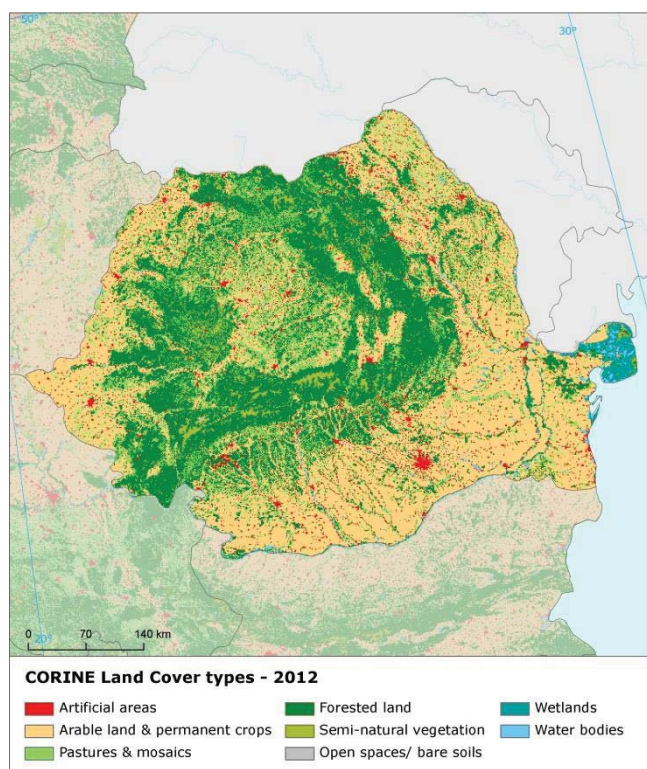 50°
30°
0 70 140 km
20°
CORINE Land Cover types - 2012
Artificial areas Forested land Wetlands
Arable land & permanent crops Semi-natural vegetation Water bodies
Pastures & mosaics Open spaces/ bare soils